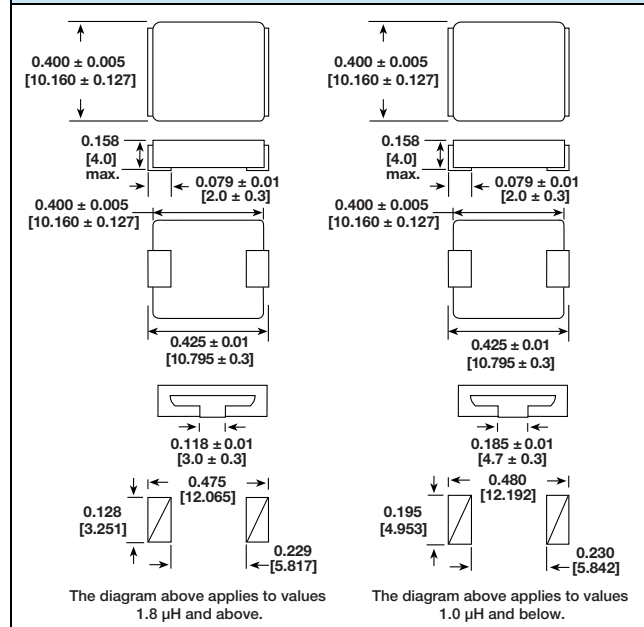 0.400 ± 0.005
[10.160 ± 0.127]
0.158
[4.0]
max.
0.079 ± 0.01
[2.0 ± 0.3]
0.400 ± 0.005
[10.160 ± 0.127]
0.425 ± 0.01
[10.795 ± 0.3]
0.118 ± 0.01
[3.0 ± 0.3]
0.475
[12.065]
0.128
[3.251]
0.229
[5.817]
The diagram above applies to values
1.8 µH and above.
0.400 ± 0.005
[10.160 ± 0.127]
0.158
[4.0]
max.
0.079 ± 0.01
[2.0 ± 0.3]
0.400 ± 0.005
[10.160 ± 0.127]
0.425 ± 0.01
[10.795 ± 0.3]
0.185 ± 0.01
[4.7 ± 0.3]
0.480
[12.192]
0.195
[4.953]
0.230
[5.842]
The diagram above applies to values
1.0 µH and below.